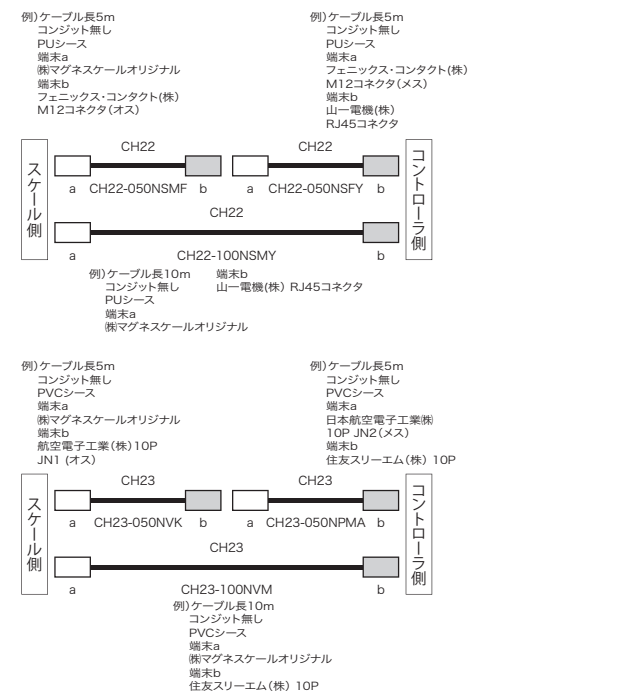 例)ケーブル長5m
コンジット無し
PUシース
端末a
㈱マグネスケールオリジナル
端末b
フェニックス・コンタクト(株)
M12コネクタ(オス)
例)ケーブル長5m
コンジット無し
PUシース
端末a
フェニックス・コンタクト(株)
M12コネクタ(メス)
端末b
山一電機(株)
RJ45コネクタ
スケール側
CH22
a CH22-050NSMF b
CH22
a CH22-050NSFY b
CH22
a CH22-100NSMY b
コントローラ側
例)ケーブル長10m
コンジット無し
PUシース
端末a
㈱マグネスケールオリジナル
端末b
山一電機(株) RJ45コネクタ
例)ケーブル長5m
コンジット無し
PVCシース
端末a
㈱マグネスケールオリジナル
端末b
航空電子工業(株)10P
JN1 (オス)
例)ケーブル長5m
コンジット無し
PVCシース
端末a
日本航空電子工業㈱
10P JN2(メス)
端末b
住友スリーエム(株) 10P
スケール側
CH23
a CH23-050NVK b
CH23
a CH23-050NPMA b
CH23
a CH23-100NVM b
コントローラ側
例)ケーブル長10m
コンジット無し
PVCシース
端末a
㈱マグネスケールオリジナル
端末b
住友スリーエム(株) 10P